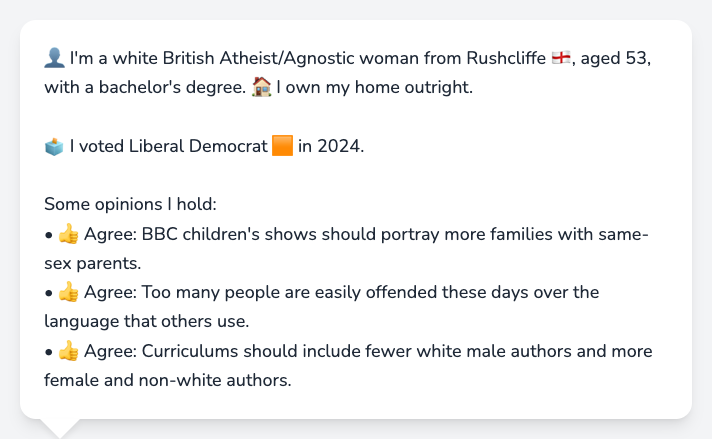 👤 I'm a white British Atheist/Agnostic woman from Rushcliffe 🏴󠁧󠁢󠁥󠁮󠁧󠁿, aged 53,
with a bachelor's degree. 🏠 I own my home outright.
🗳️ I voted Liberal Democrat 🟧 in 2024.
Some opinions I hold:
• 👍 Agree: BBC children's shows should portray more families with same-
sex parents.
• 👍 Agree: Too many people are easily offended these days over the
language that others use.
• 👍 Agree: Curriculums should include fewer white male authors and more
female and non-white authors.